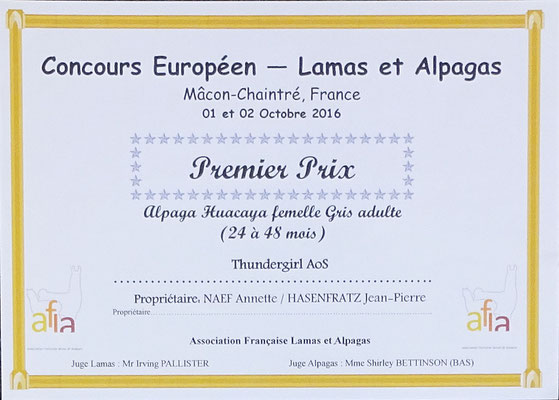 Concours Européen — Lamas et Alpagas
Mâcon-Chaintré, France
01 et 02 Octobre 2016
Premier Prix
Alpaga Huacaya femelle Gris adulte
(24 à 48 mois)
Thundergirl AoS
Propriétaire. NAEF Annette / HASENFRATZ Jean-Pierre
Propriétaire
afla
afla
Association Française Lamas et Alpagas
Juge Lamas : Mr Irving PALLISTER
Juge Alpagas : Mme Shirley BETTINSON (BAS)